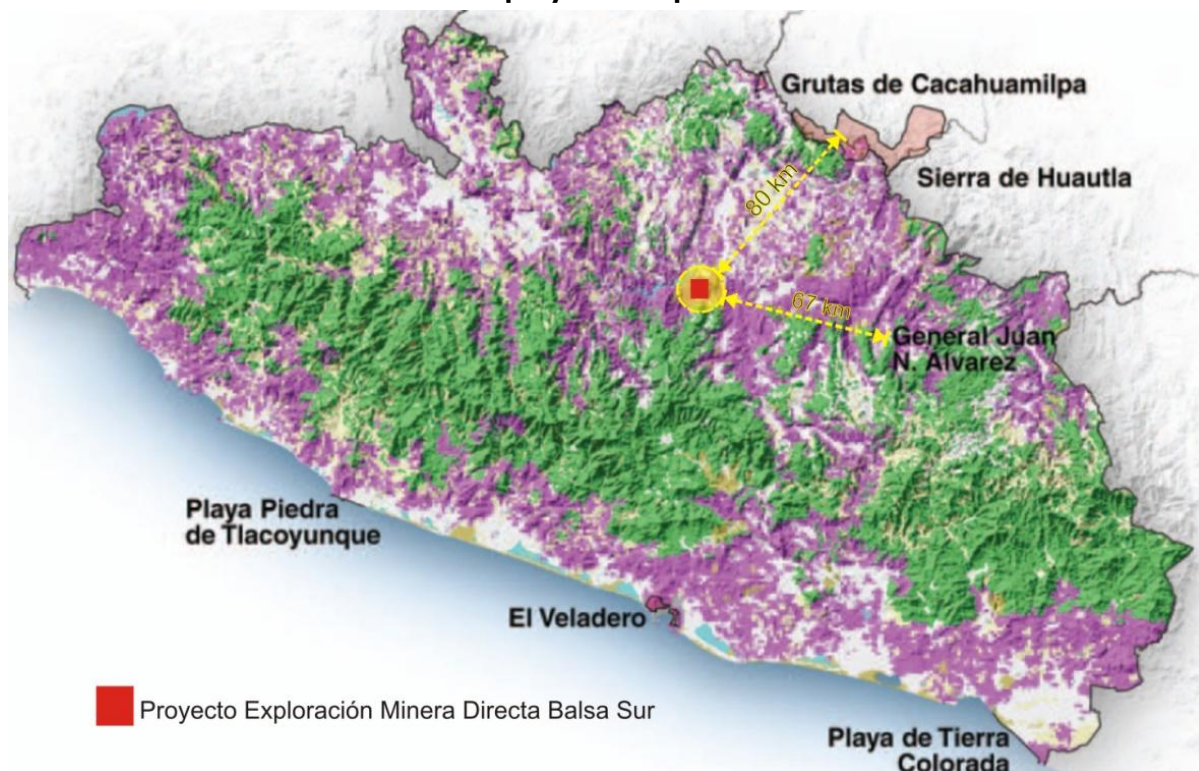 Grutas de Cacahuamilpa
Sierra de Huautla
80 km
67 km
General Juan
N. Álvarez
Playa Piedra
de Tlacoyunque
El Veladero
Proyecto Exploración Minera Directa Balsa Sur
Playa de Tierra
Colorada